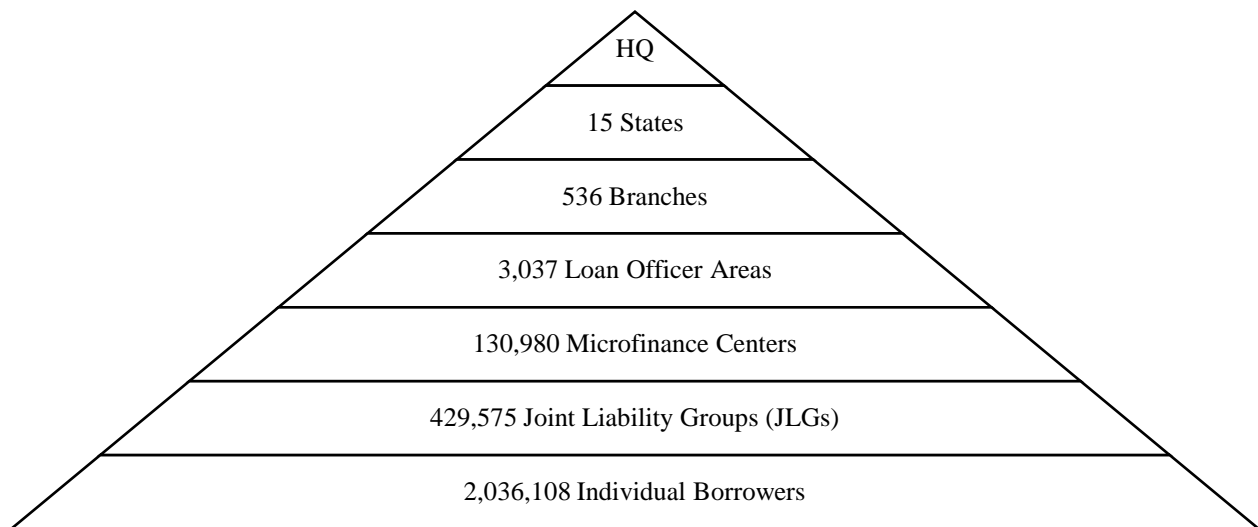 HQ
15 States
536 Branches
3,037 Loan Officer Areas
130,980 Microfinance Centers
429,575 Joint Liability Groups (JLGs)
2,036,108 Individual Borrowers